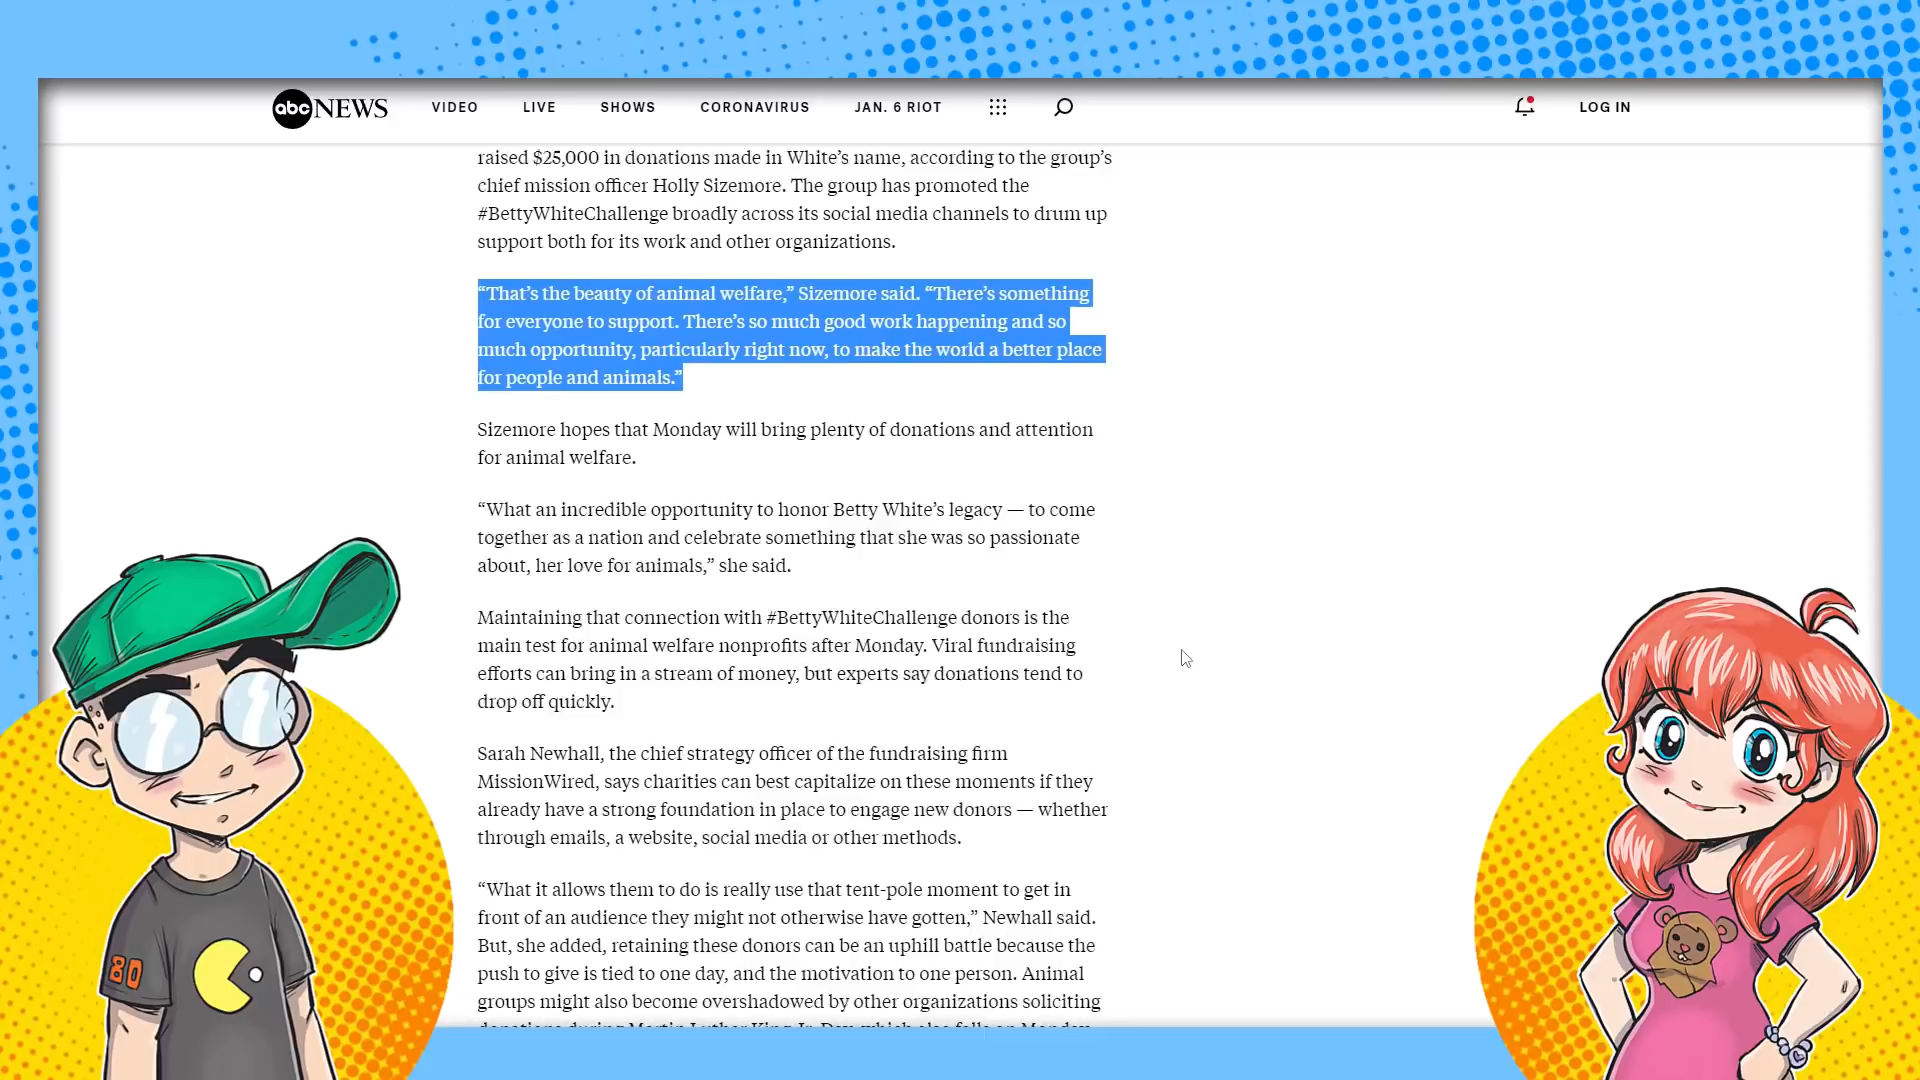 abc NEWS VIDEO LIVE SHOWS CORONAVIRUS JAN. 6 RIOT LOG IN
raised $25,000 in donations made in White’s name, according to the group’s
chief mission officer Holly Sizemore. The group has promoted the
#BettyWhiteChallenge broadly across its social media channels to drum up
support both for its work and other organizations.
“That’s the beauty of animal welfare,” Sizemore said. “There’s something
for everyone to support. There’s so much good work happening and so
much opportunity, particularly right now, to make the world a better place
for people and animals.”
Sizemore hopes that Monday will bring plenty of donations and attention
for animal welfare.
“What an incredible opportunity to honor Betty White’s legacy — to come
together as a nation and celebrate something that she was so passionate
about, her love for animals,” she said.
Maintaining that connection with #BettyWhiteChallenge donors is the
main test for animal welfare nonprofits after Monday. Viral fundraising
efforts can bring in a stream of money, but experts say donations tend to
drop off quickly.
Sarah Newhall, the chief strategy officer of the fundraising firm
MissionWired, says charities can best capitalize on these moments if they
already have a strong foundation in place to engage new donors — whether
through emails, a website, social media or other methods.
“What it allows them to do is really use that tent-pole moment to get in
front of an audience they might not otherwise have gotten,” Newhall said.
But, she added, retaining these donors can be an uphill battle because the
push to give is tied to one day, and the motivation to one person. Animal
groups might also become overshadowed by other organizations soliciting
donations during Martin Luther King Jr. Day, which also falls on Monday.
80